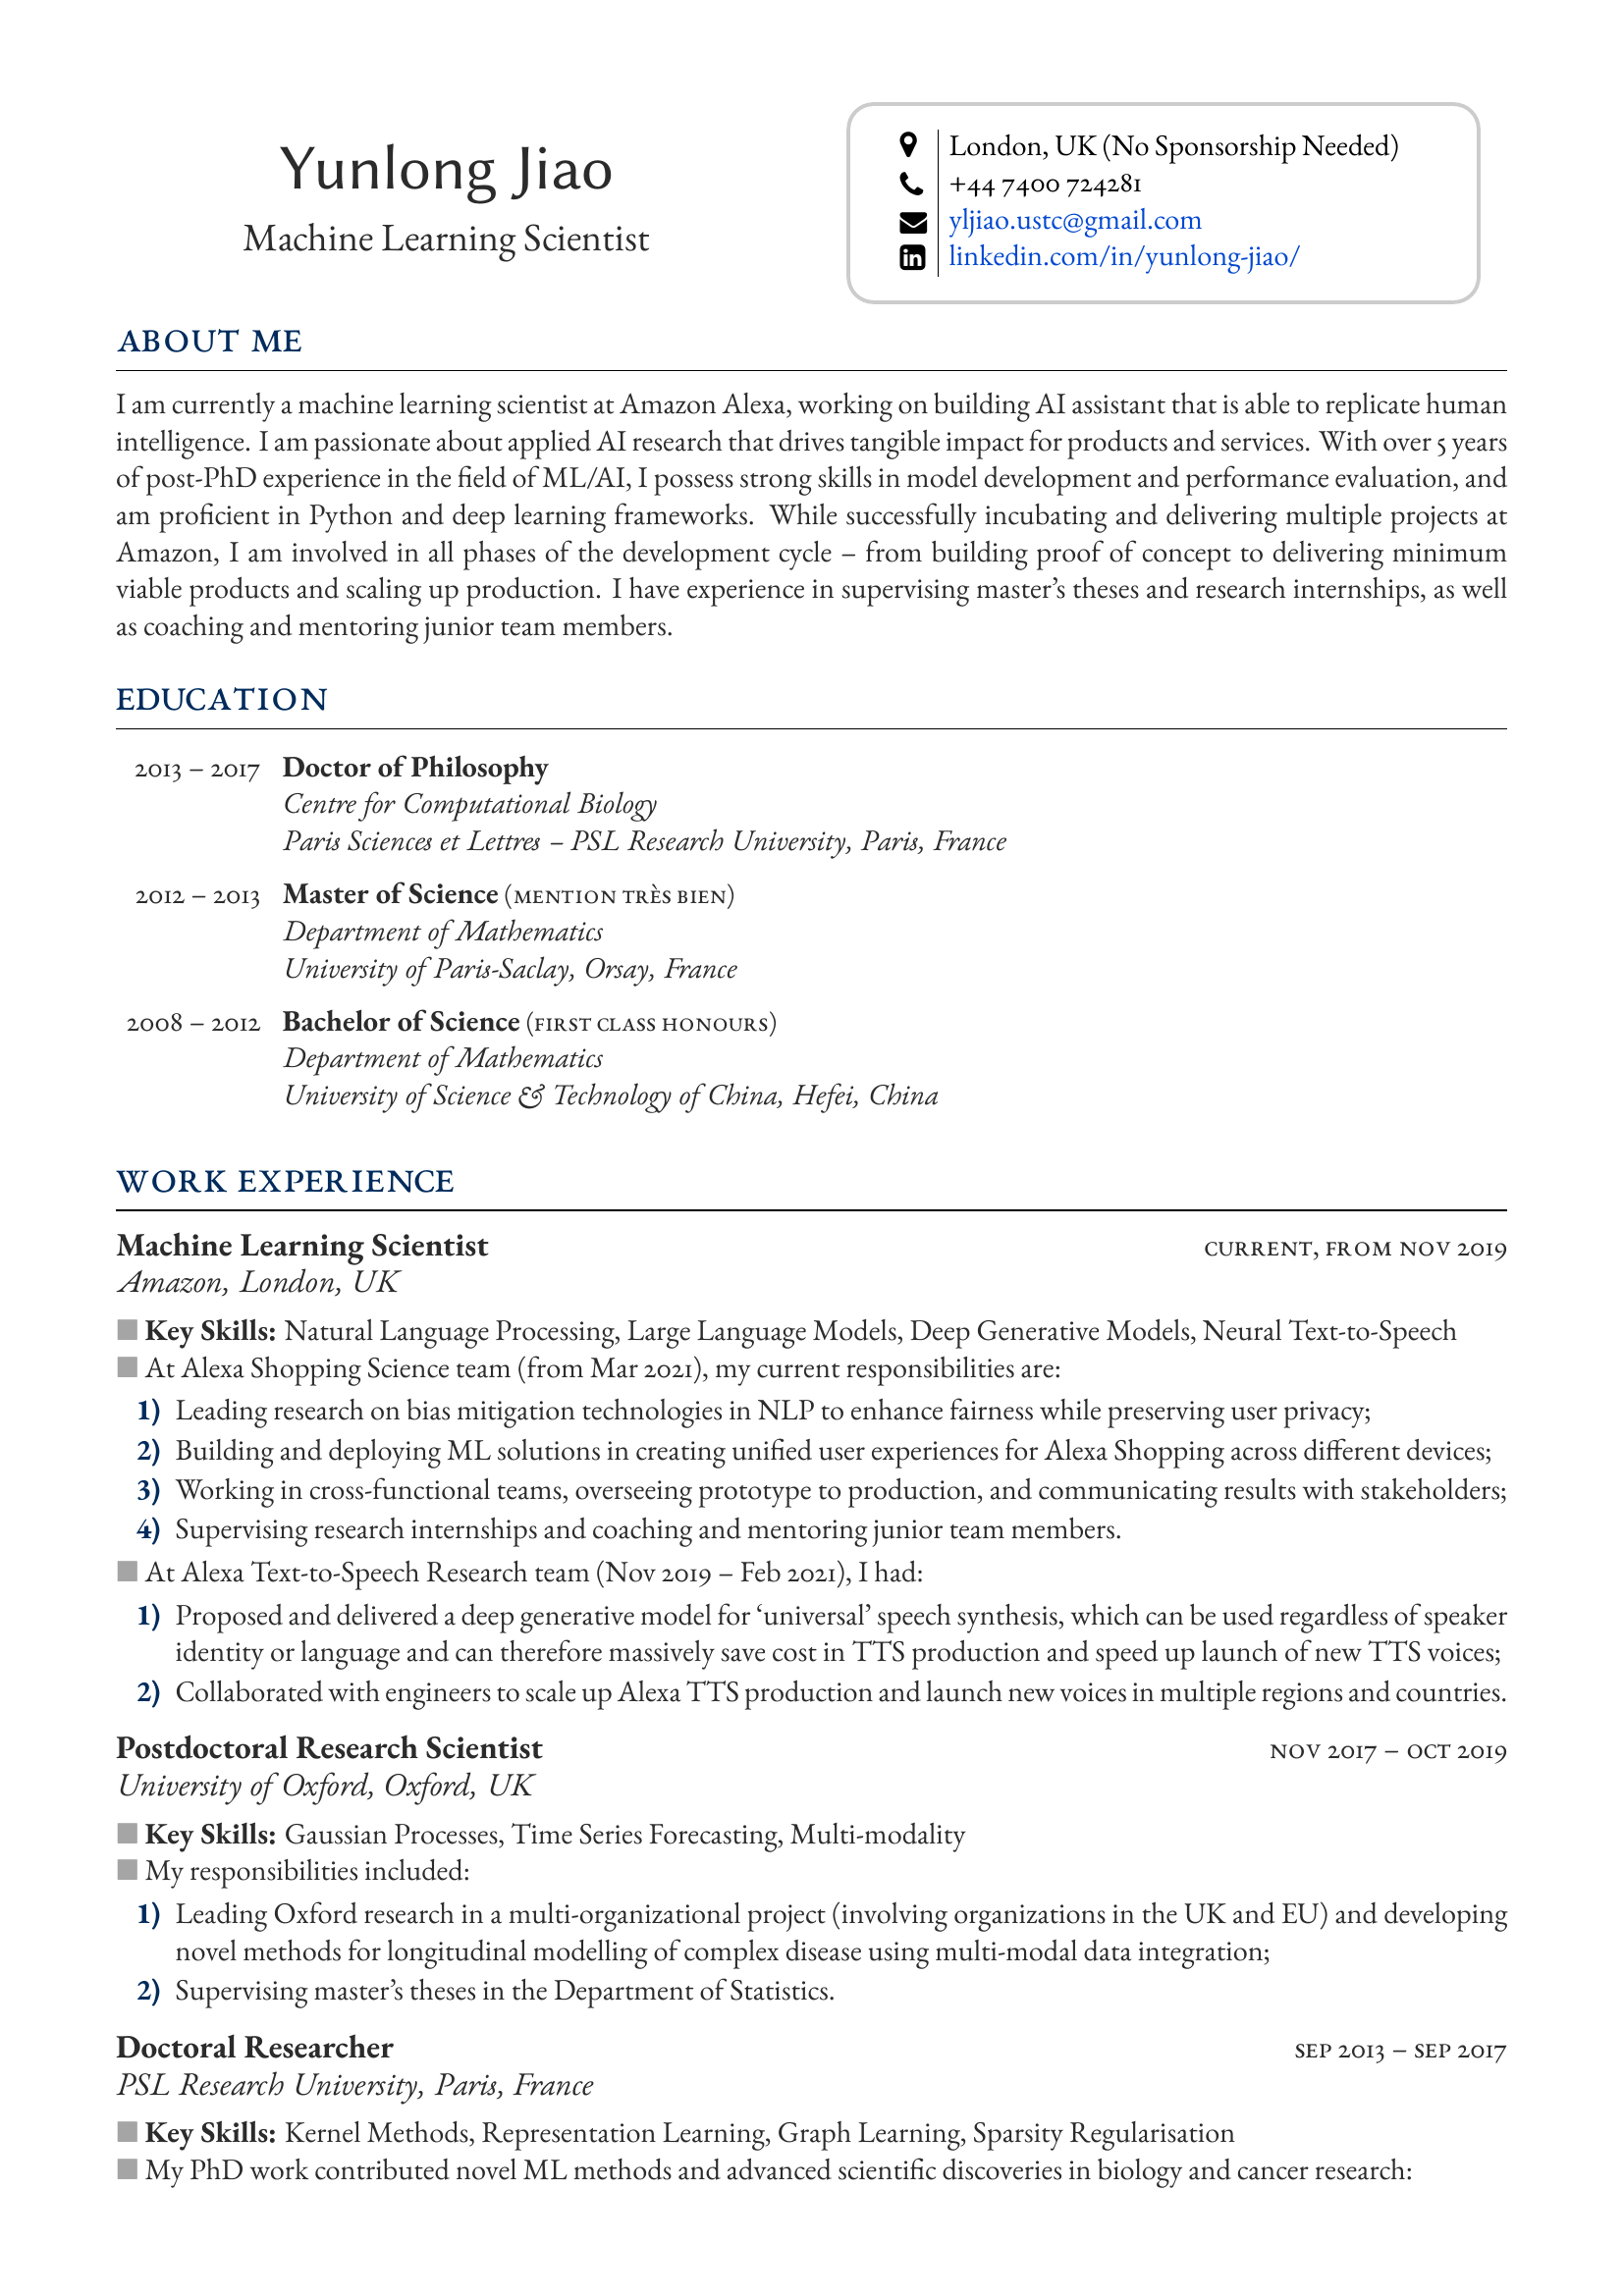 Yunlong Jiao
Machine Learning Scientist
London, UK (No Sponsorship Needed)
+44 7400 724281
yljiao.ustc@gmail.com
linkedin.com/in/yunlong-jiao/
ABOUT ME
I am currently a machine learning scientist at Amazon Alexa, working on building AI assistant that is able to replicate human
intelligence. I am passionate about applied AI research that drives tangible impact for products and services. With over 5 years
of post-PhD experience in the field of ML/AI, I possess strong skills in model development and performance evaluation, and
am proficient in Python and deep learning frameworks. While successfully incubating and delivering multiple projects at
Amazon, I am involved in all phases of the development cycle – from building proof of concept to delivering minimum
viable products and scaling up production. I have experience in supervising master’s theses and research internships, as well
as coaching and mentoring junior team members.
EDUCATION
2013 – 2017 Doctor of Philosophy
Centre for Computational Biology
Paris Sciences et Lettres – PSL Research University, Paris, France
2012 – 2013 Master of Science (MENTION TRÈS BIEN)
Department of Mathematics
University of Paris-Saclay, Orsay, France
2008 – 2012 Bachelor of Science (FIRST CLASS HONOURS)
Department of Mathematics
University of Science & Technology of China, Hefei, China
WORK EXPERIENCE
Machine Learning Scientist CURRENT, FROM NOV 2019
Amazon, London, UK
Key Skills: Natural Language Processing, Large Language Models, Deep Generative Models, Neural Text-to-Speech
At Alexa Shopping Science team (from Mar 2021), my current responsibilities are:
1) Leading research on bias mitigation technologies in NLP to enhance fairness while preserving user privacy;
2) Building and deploying ML solutions in creating unified user experiences for Alexa Shopping across different devices;
3) Working in cross-functional teams, overseeing prototype to production, and communicating results with stakeholders;
4) Supervising research internships and coaching and mentoring junior team members.
At Alexa Text-to-Speech Research team (Nov 2019 – Feb 2021), I had:
1) Proposed and delivered a deep generative model for ‘universal’ speech synthesis, which can be used regardless of speaker
identity or language and can therefore massively save cost in TTS production and speed up launch of new TTS voices;
2) Collaborated with engineers to scale up Alexa TTS production and launch new voices in multiple regions and countries.
Postdoctoral Research Scientist NOV 2017 – OCT 2019
University of Oxford, Oxford, UK
Key Skills: Gaussian Processes, Time Series Forecasting, Multi-modality
My responsibilities included:
1) Leading Oxford research in a multi-organizational project (involving organizations in the UK and EU) and developing
novel methods for longitudinal modelling of complex disease using multi-modal data integration;
2) Supervising master’s theses in the Department of Statistics.
Doctoral Researcher SEP 2013 – SEP 2017
PSL Research University, Paris, France
Key Skills: Kernel Methods, Representation Learning, Graph Learning, Sparsity Regularisation
My PhD work contributed novel ML methods and advanced scientific discoveries in biology and cancer research: